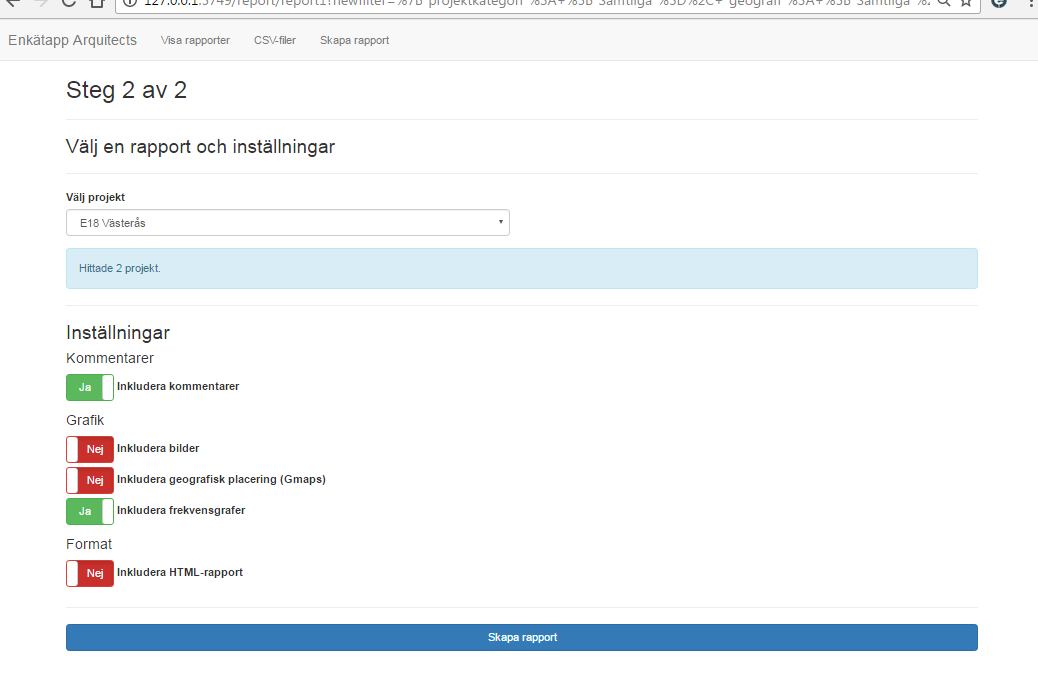 127.0.0.1:5749/report/report1?newfilter=%7B"projektkategori"%3A+%5B"Samtliga"%5D%2C+"geografi"%3A+%5B"Samtliga"%
Enkätapp Arquitects Visa rapporter CSV-filer Skapa rapport
Steg 2 av 2
Välj en rapport och inställningar
Välj projekt
E18 Västerås
Hittade 2 projekt.
Inställningar
Kommentarer
Ja Inkludera kommentarer
Grafik
Nej Inkludera bilder
Nej Inkludera geografisk placering (Gmaps)
Ja Inkludera frekvensgrafer
Format
Nej Inkludera HTML-rapport
Skapa rapport